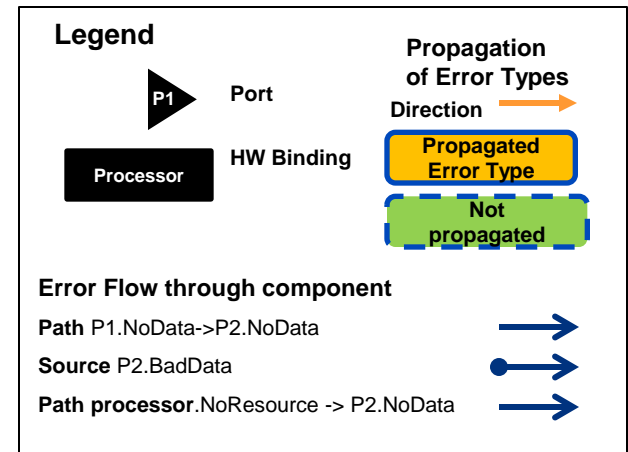 Legend
P1
Port
Processor
HW Binding
Propagation
of Error Types
Direction
Propagated
Error Type
Not
propagated
Error Flow through component
Path P1.NoData->P2.NoData
Source P2.BadData
Path processor.NoResource -> P2.NoData